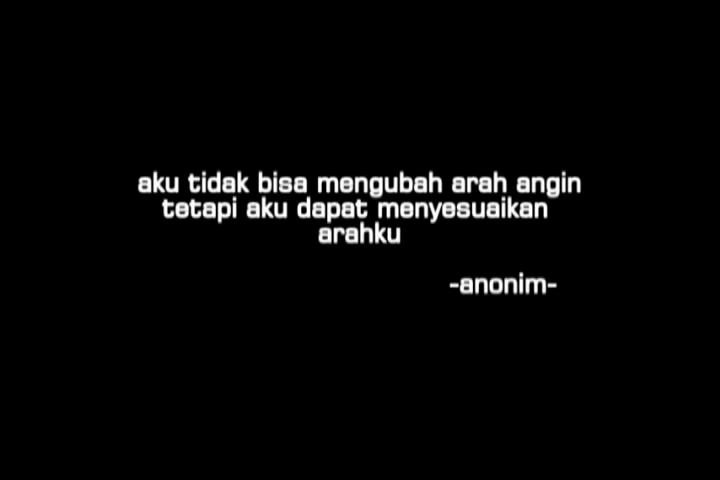 aku tidak bisa mengubah arah angin
tetapi aku dapat menyesuaikan
arahku
-anonim-